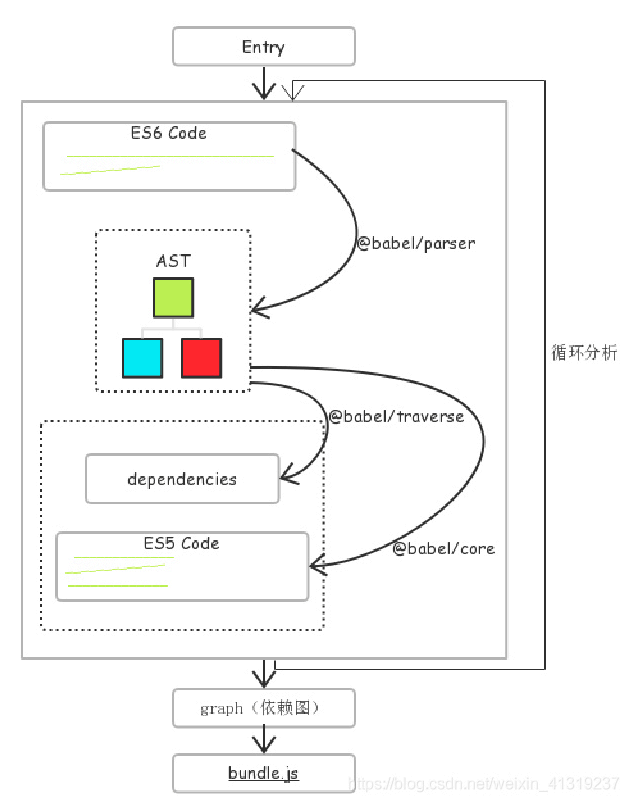 Entry
ES6 Code
@babel/parser
AST
循环分析
@babel/traverse
dependencies
ES5 Code
@babel/core
graph（依赖图）
bundle.js
https://blog.csdn.net/weixin_41319237